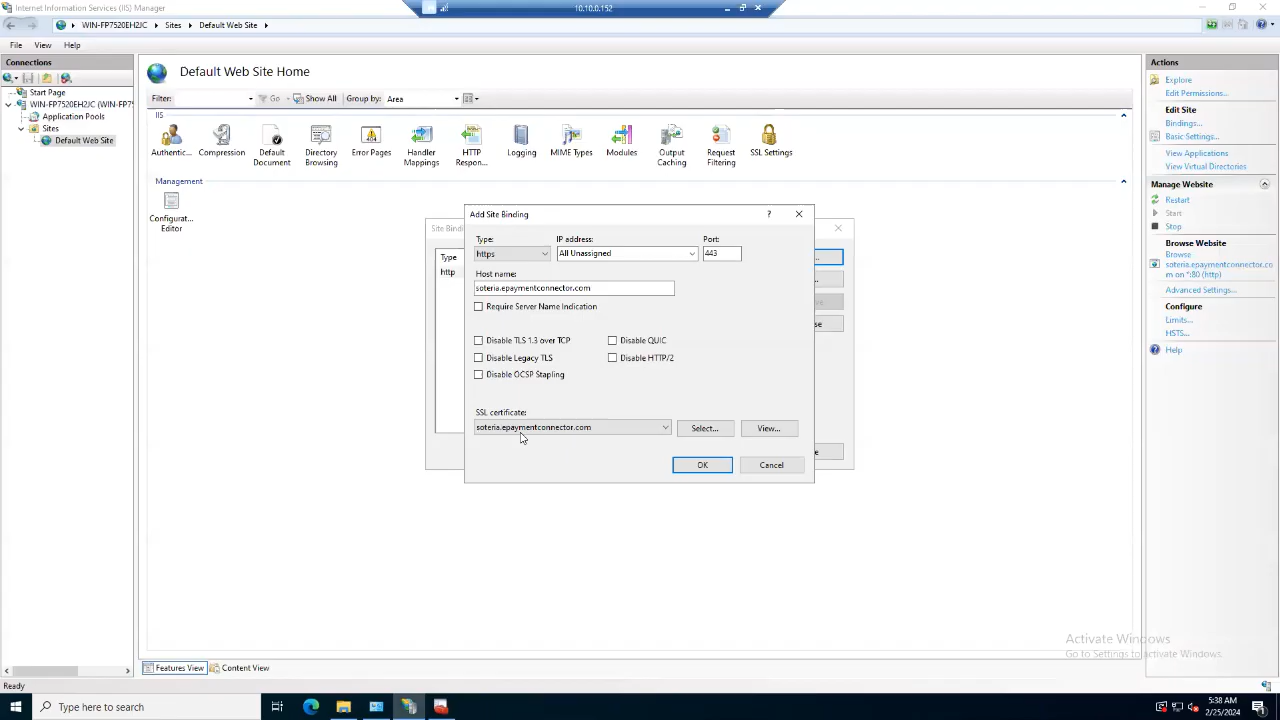 Internet Information Services (IIS) Manager
10.10.0.152
WIN-FP7520EH2JC
Sites
Default Web Site
File
View
Help
Connections
Start Page
WIN-FP7520EH2JC (WIN-FP7
Application Pools
Sites
Default Web Site
Default Web Site Home
Filter:
Go
Show All
Group by:
Area
IIS
Authentic...
Compression
Default
Document
Directory
Browsing
Error Pages
Handler
Mappings
HTTP
Respon...
Logging
MIME Types
Modules
Output
Caching
Request
Filtering
SSL Settings
Management
Configurat...
Editor
Site Bind
Type
http
Add Site Binding
?
Type:
IP address:
Port:
https
All Unassigned
443
Host name:
soteria.epaymentconnector.com
Require Server Name Indication
Disable TLS 1.3 over TCP
Disable QUIC
Disable Legacy TLS
Disable HTTP/2
Disable OCSP Stapling
SSL certificate:
soteria.epaymentconnector.com
Select...
View...
OK
Cancel
Actions
Explore
Edit Permissions...
Edit Site
Bindings...
Basic Settings...
View Applications
View Virtual Directories
Manage Website
Restart
Start
Stop
Browse Website
Browse
soteria.epaymentconnector.co
m on *:80 (http)
Advanced Settings...
Configure
Limits...
HSTS...
Help
Activate Windows
Go to Settings to activate Windows.
Features View
Content View
Ready
Type here to search
5:38 AM
2/25/2024